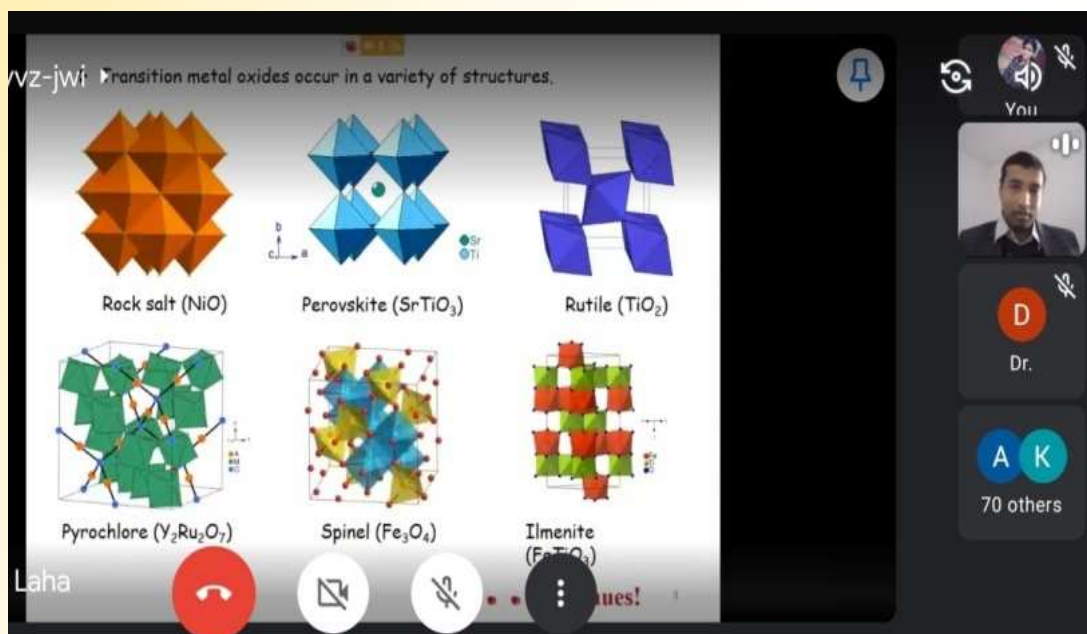 vz-jwi
Transition metal oxides occur in a variety of structures.
You
b
c
a
Sr
Ti
Rock salt (NiO)
Perovskite (SrTiO₃)
Rutile (TiO₂)
D
Dr.
A K
70 others
Pyrochlore (Y₂Ru₂O₇)
Spinel (Fe₃O₄)
Ilmenite
(FeTiO₃)
Laha